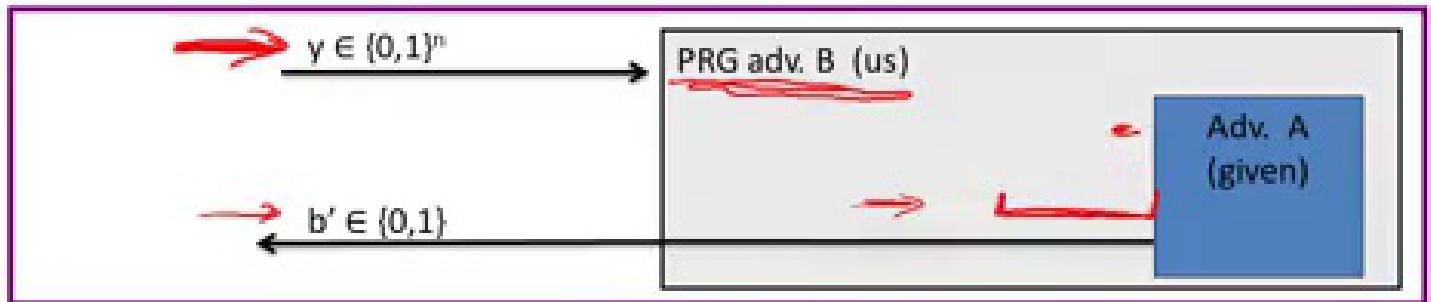 y ∈ {0,1}ⁿ
PRG adv. B (us)
Adv. A
(given)
b' ∈ {0,1}